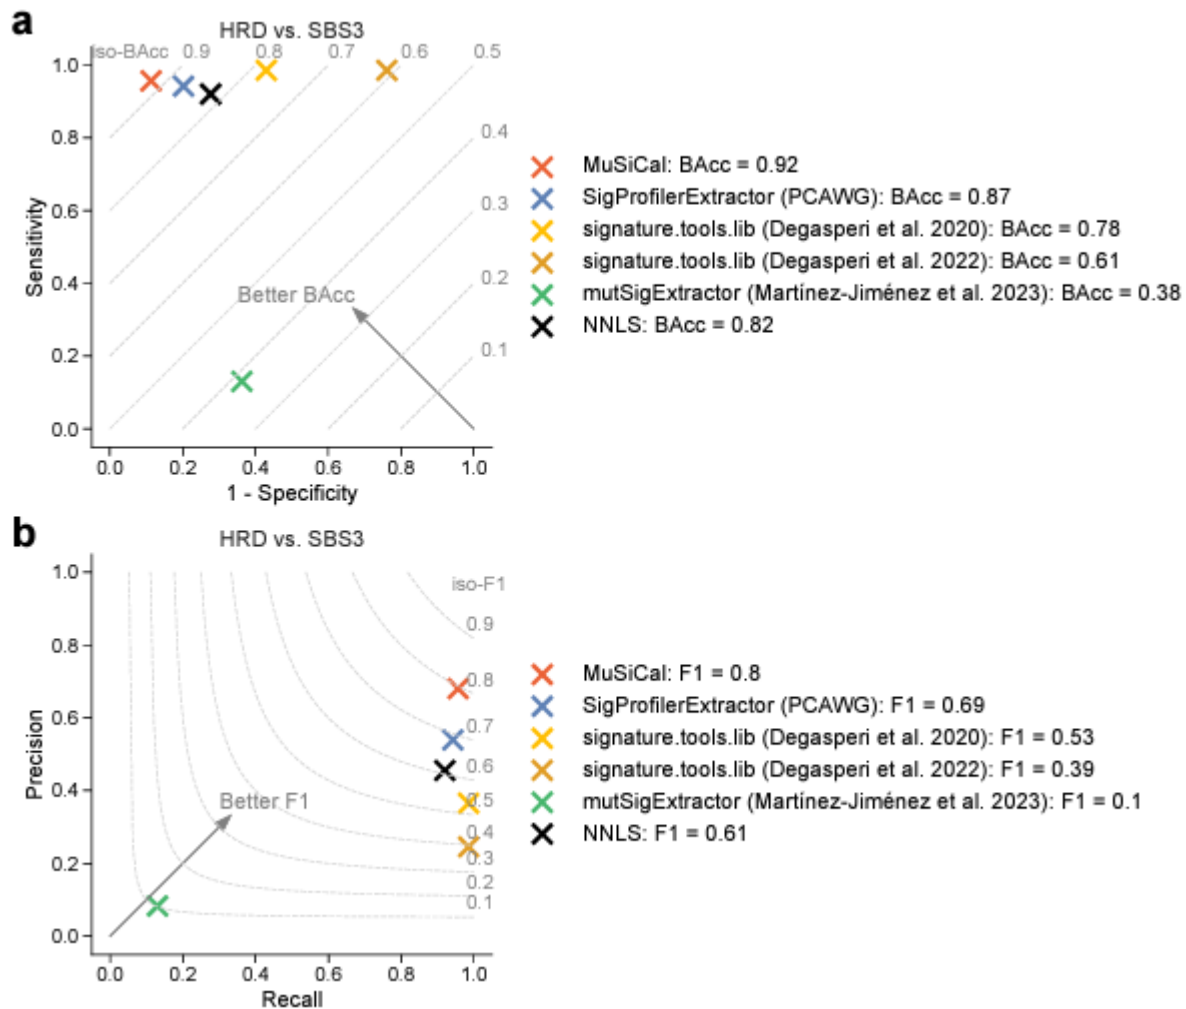 a
HRD vs. SBS3
iso-BAcc 0.9 0.8 0.7 0.6 0.5
1.0
0.8
0.6
0.4
0.2
0.0
Sensitivity
0.4
0.3
0.2
0.1
Better BAcc
0.0 0.2 0.4 0.6 0.8 1.0
1 - Specificity
MuSiCal: BAcc = 0.92
SigProfilerExtractor (PCAWG): BAcc = 0.87
signature.tools.lib (Degasperi et al. 2020): BAcc = 0.78
signature.tools.lib (Degasperi et al. 2022): BAcc = 0.61
mutSigExtractor (Martínez-Jiménez et al. 2023): BAcc = 0.38
NNLS: BAcc = 0.82
b
HRD vs. SBS3
1.0
0.8
0.6
0.4
0.2
0.0
Precision
iso-F1
0.9
0.8
0.7
0.6
0.5
0.4
0.3
0.2
0.1
Better F1
0.0 0.2 0.4 0.6 0.8 1.0
Recall
MuSiCal: F1 = 0.8
SigProfilerExtractor (PCAWG): F1 = 0.69
signature.tools.lib (Degasperi et al. 2020): F1 = 0.53
signature.tools.lib (Degasperi et al. 2022): F1 = 0.39
mutSigExtractor (Martínez-Jiménez et al. 2023): F1 = 0.1
NNLS: F1 = 0.61